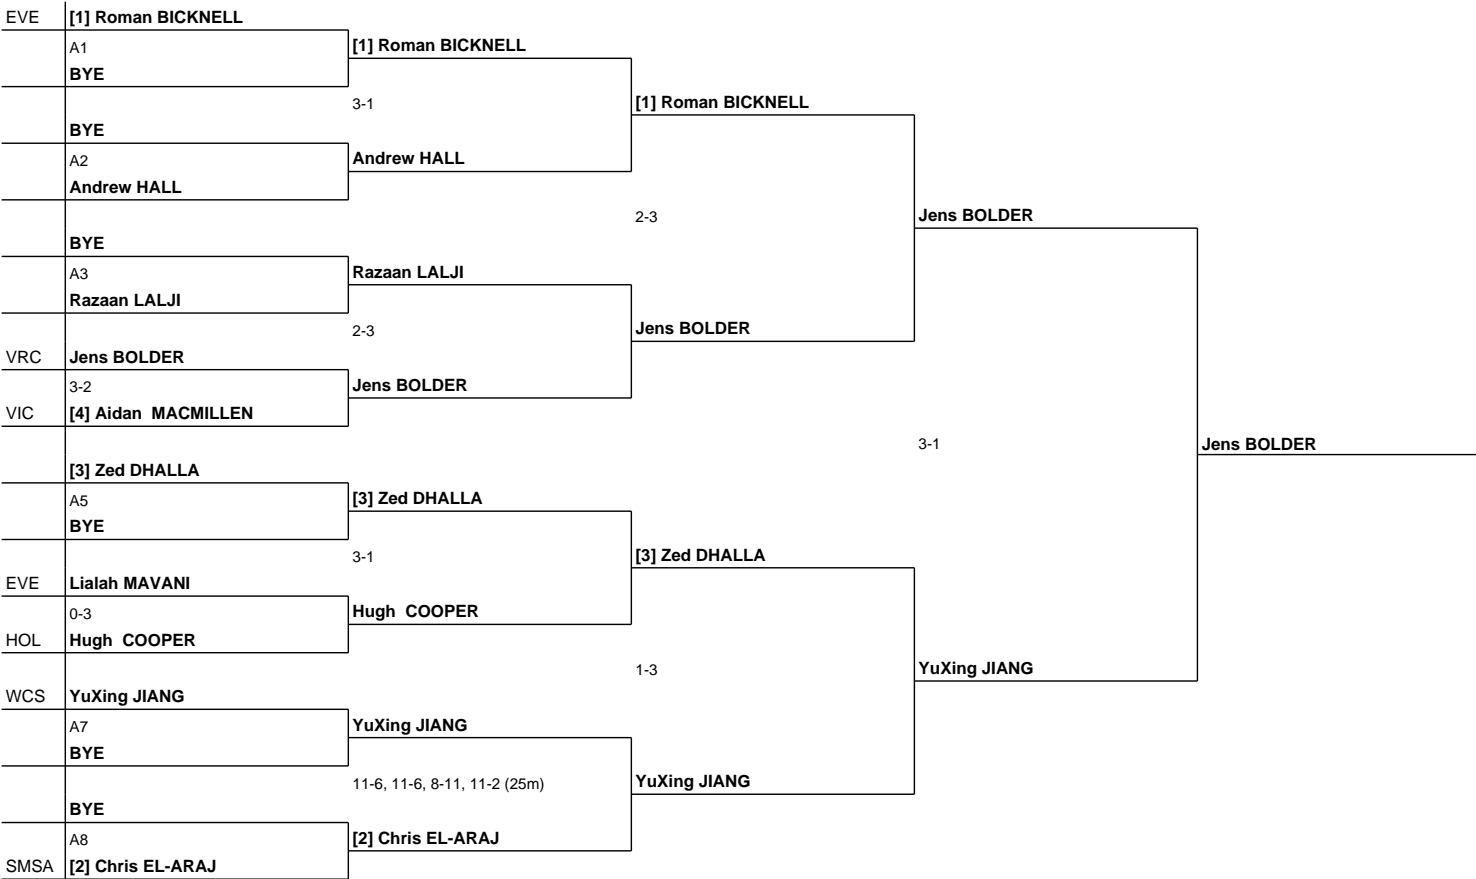 EVE [1] Roman BICKNELL
A1 [1] Roman BICKNELL
BYE
3-1 [1] Roman BICKNELL
BYE
A2 Andrew HALL
Andrew HALL
2-3 Jens BOLDER
BYE
A3 Razaan LALJI
Razaan LALJI
2-3 Jens BOLDER
VRC Jens BOLDER
3-2 Jens BOLDER
VIC [4] Aidan MACMILLEN
3-1 Jens BOLDER
[3] Zed DHALLA
A5 [3] Zed DHALLA
BYE
3-1 [3] Zed DHALLA
EVE Lialah MAVANI
0-3 Hugh COOPER
HOL Hugh COOPER
1-3 YuXing JIANG
WCS YuXing JIANG
A7 YuXing JIANG
BYE
11-6, 11-6, 8-11, 11-2 (25m) YuXing JIANG
BYE
A8 [2] Chris EL-ARAJ
SMSA [2] Chris EL-ARAJ